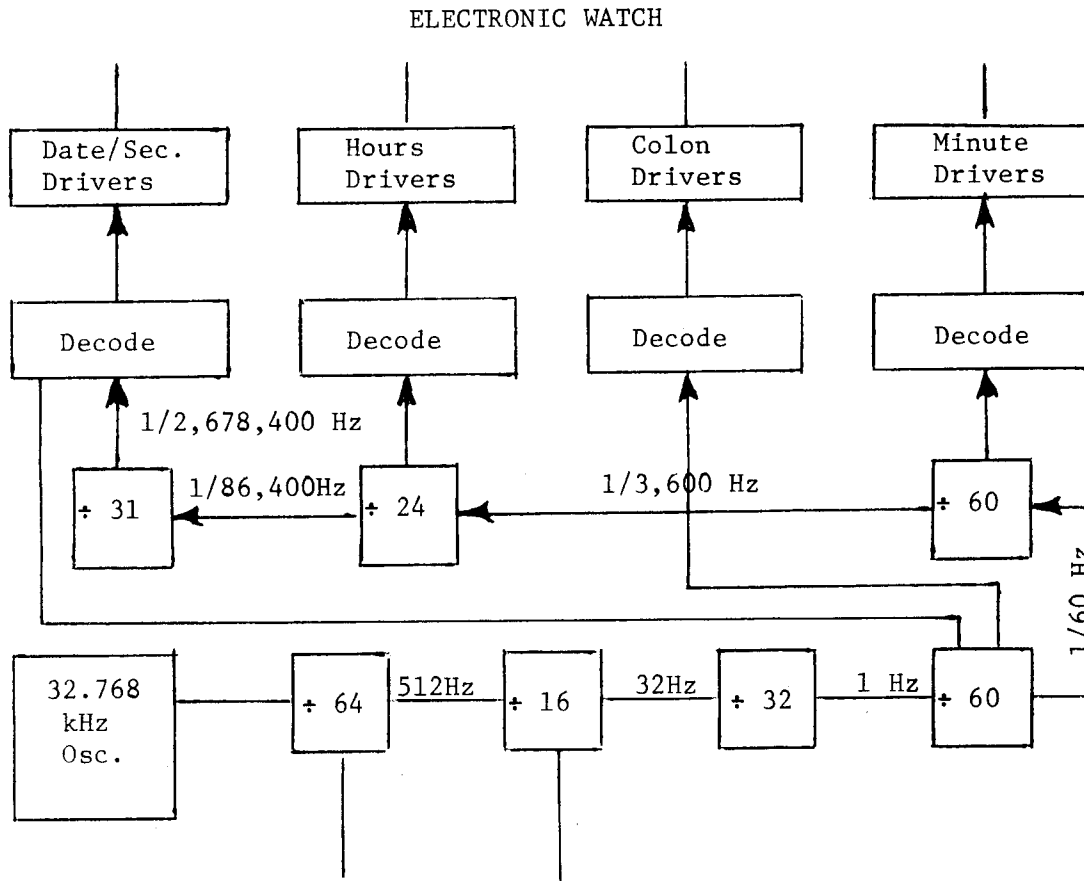 ELECTRONIC WATCH
Date/Sec.
Drivers
Hours
Drivers
Colon
Drivers
Minute
Drivers
Decode
Decode
Decode
Decode
1/2,678,400 Hz
÷ 31
1/86,400Hz
÷ 24
1/3,600 Hz
÷ 60
1/60 Hz
32.768
kHz
Osc.
÷ 64
512Hz
÷ 16
32Hz
÷ 32
1 Hz
÷ 60